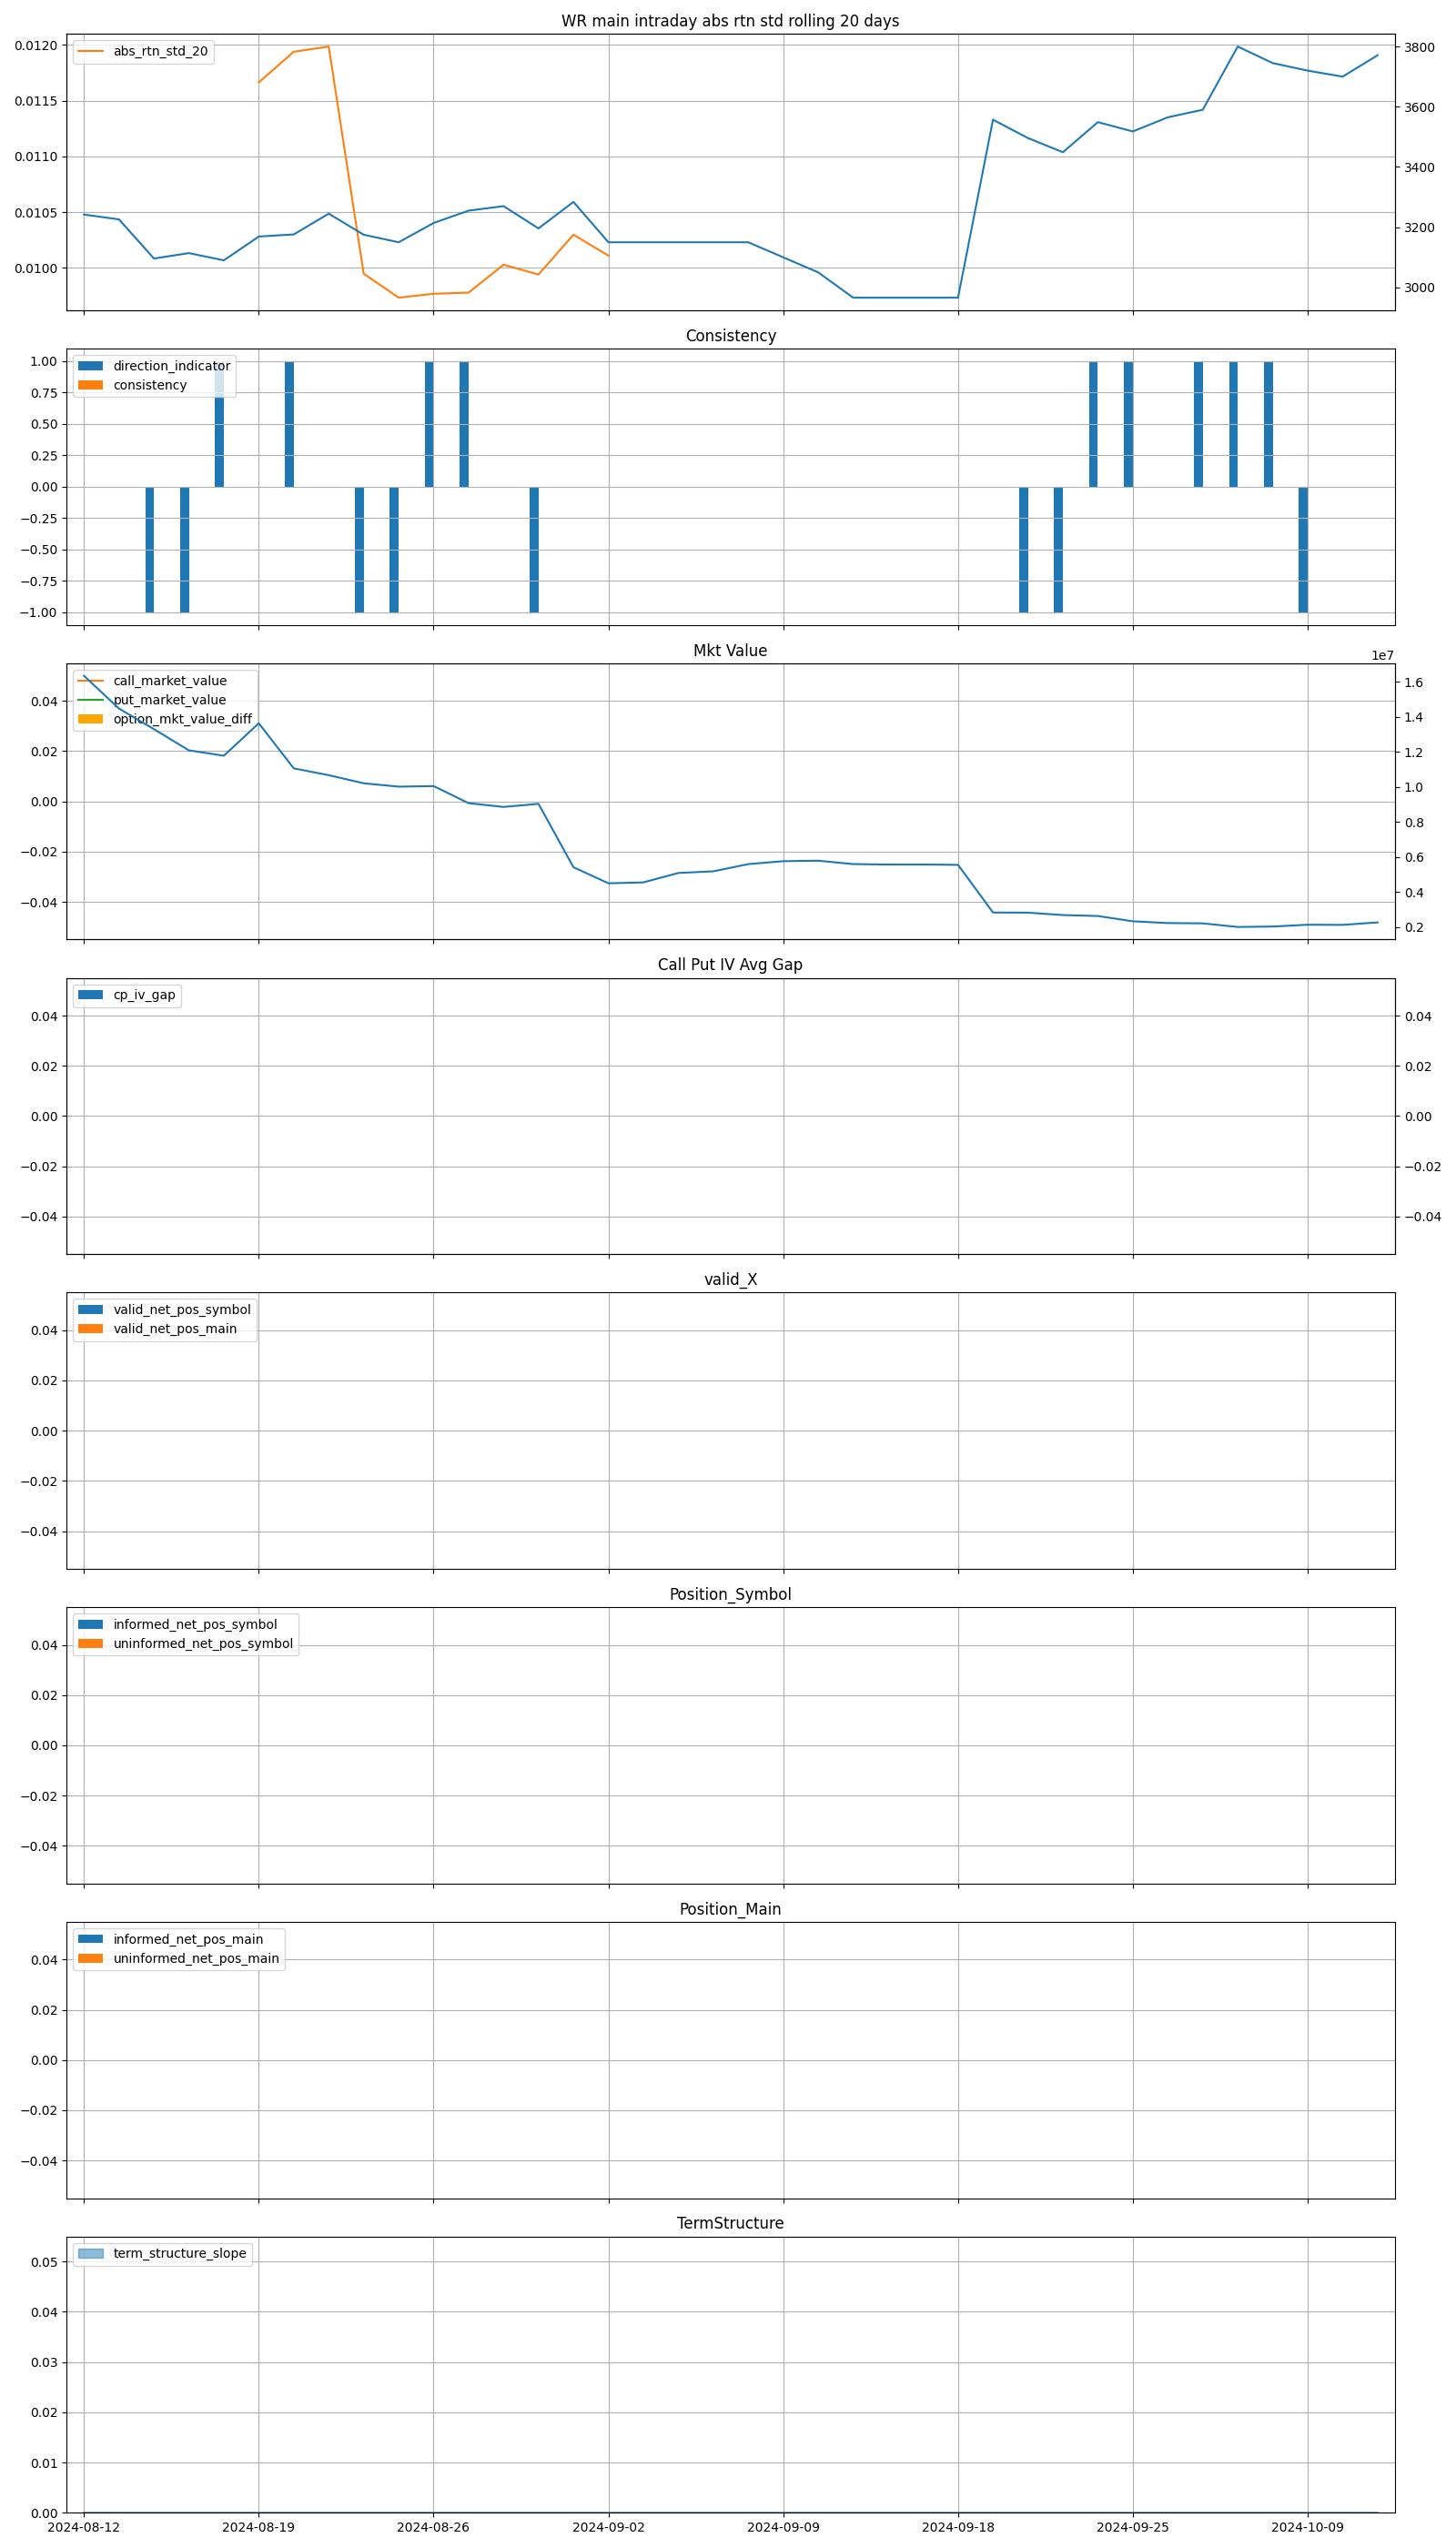 WR main intraday abs rtn std rolling 20 days
abs_rtn_std_20
0.0120
0.0115
0.0110
0.0105
0.0100
3800
3600
3400
3200
3000
Consistency
direction_indicator
consistency
1.00
0.75
0.50
0.25
0.00
−0.25
−0.50
−0.75
−1.00
Mkt Value
1e7
call_market_value
put_market_value
option_mkt_value_diff
0.04
0.02
0.00
−0.02
−0.04
1.6
1.4
1.2
1.0
0.8
0.6
0.4
0.2
Call Put IV Avg Gap
cp_iv_gap
0.04
0.02
0.00
−0.02
−0.04
0.04
0.02
0.00
−0.02
−0.04
valid_X
valid_net_pos_symbol
valid_net_pos_main
0.04
0.02
0.00
−0.02
−0.04
Position_Symbol
informed_net_pos_symbol
uninformed_net_pos_symbol
0.04
0.02
0.00
−0.02
−0.04
Position_Main
informed_net_pos_main
uninformed_net_pos_main
0.04
0.02
0.00
−0.02
−0.04
TermStructure
term_structure_slope
0.05
0.04
0.03
0.02
0.01
0.00
2024-08-12 2024-08-19 2024-08-26 2024-09-02 2024-09-09 2024-09-18 2024-09-25 2024-10-09